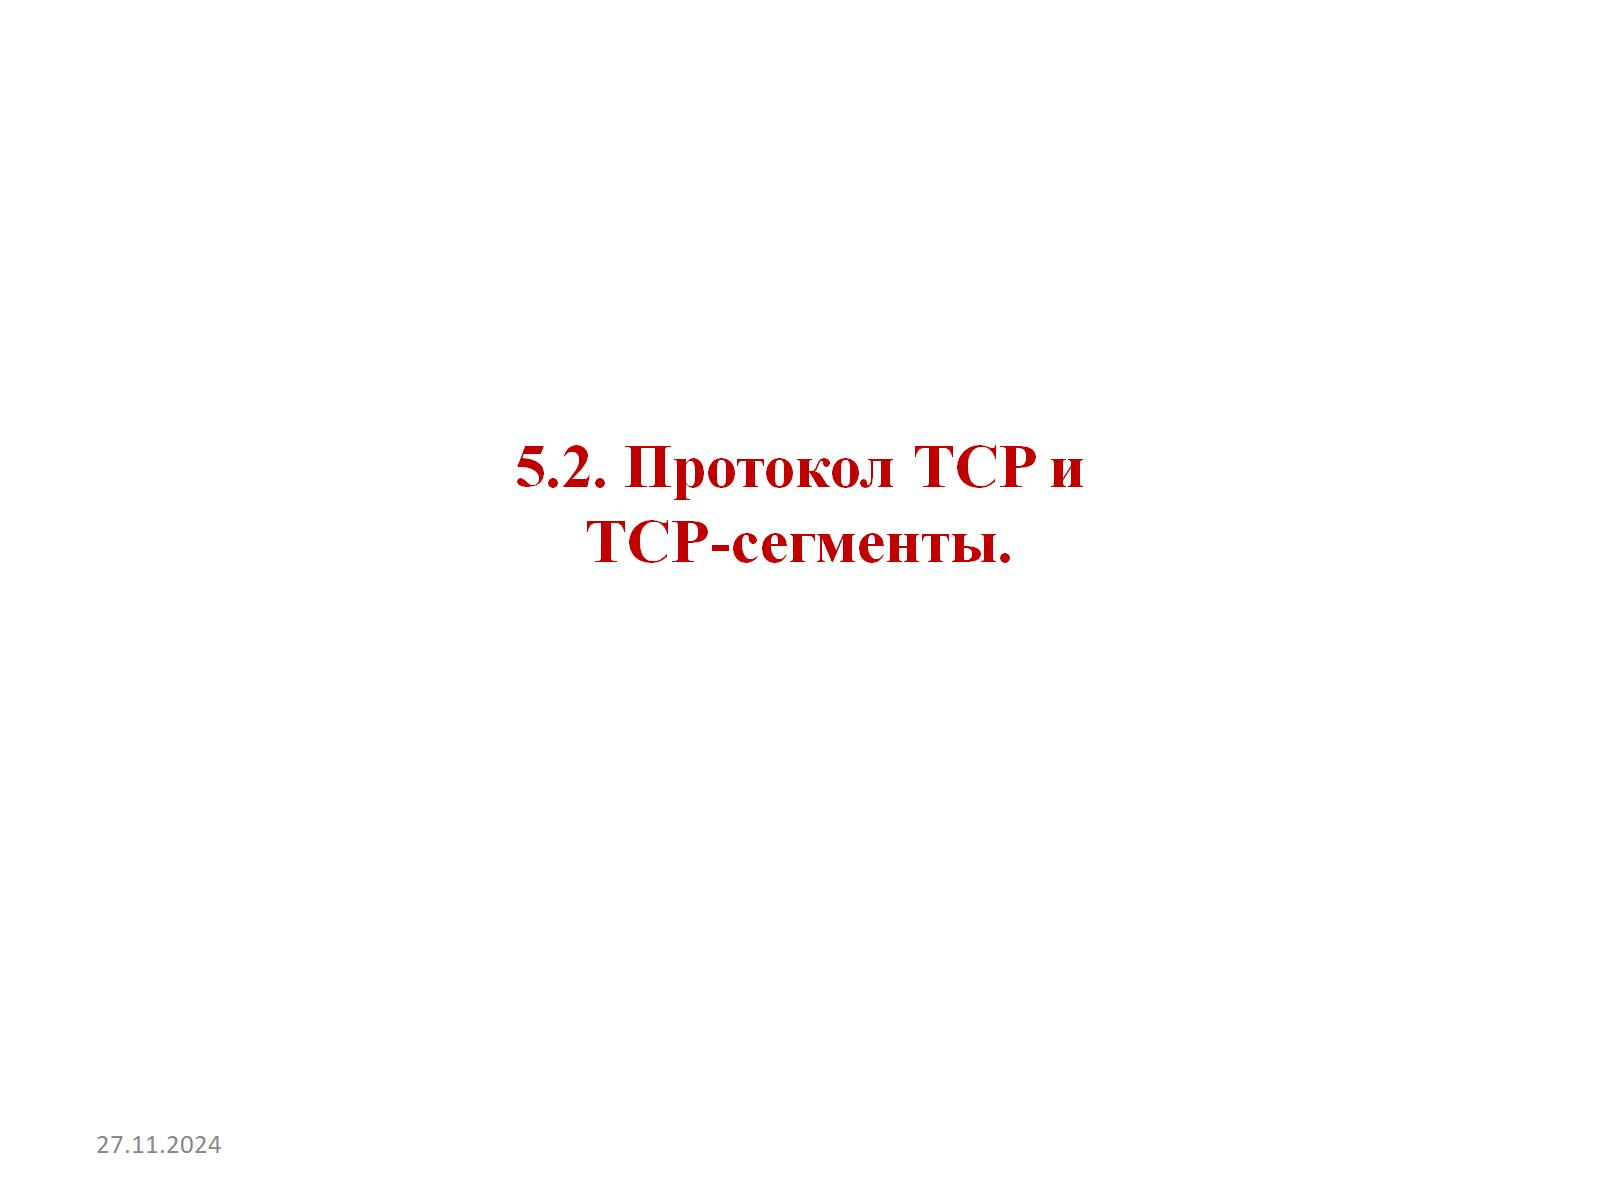 5.2. Протокол TCP и
TCP-сегменты.
27.11.2024